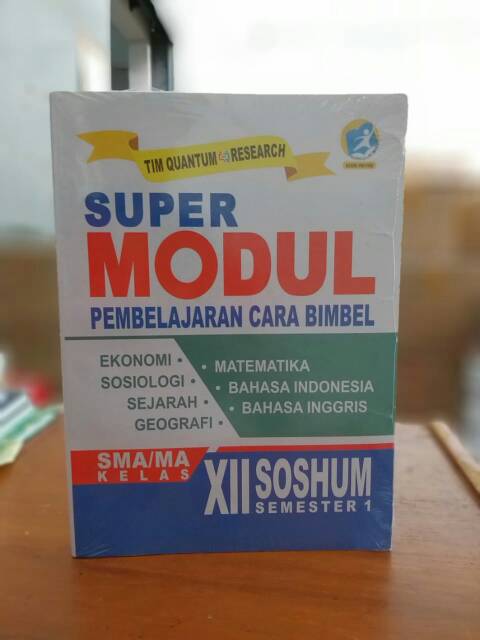 TIM QUANTUM RESEARCH
SUPER
MODUL
PEMBELAJARAN CARA BIMBEL
EKONOMI •
SOSIOLOGI •
SEJARAH •
GEOGRAFI •
• MATEMATIKA
• BAHASA INDONESIA
• BAHASA INGGRIS
SMA/MA
KELAS
XII SOSHUM
SEMESTER 1